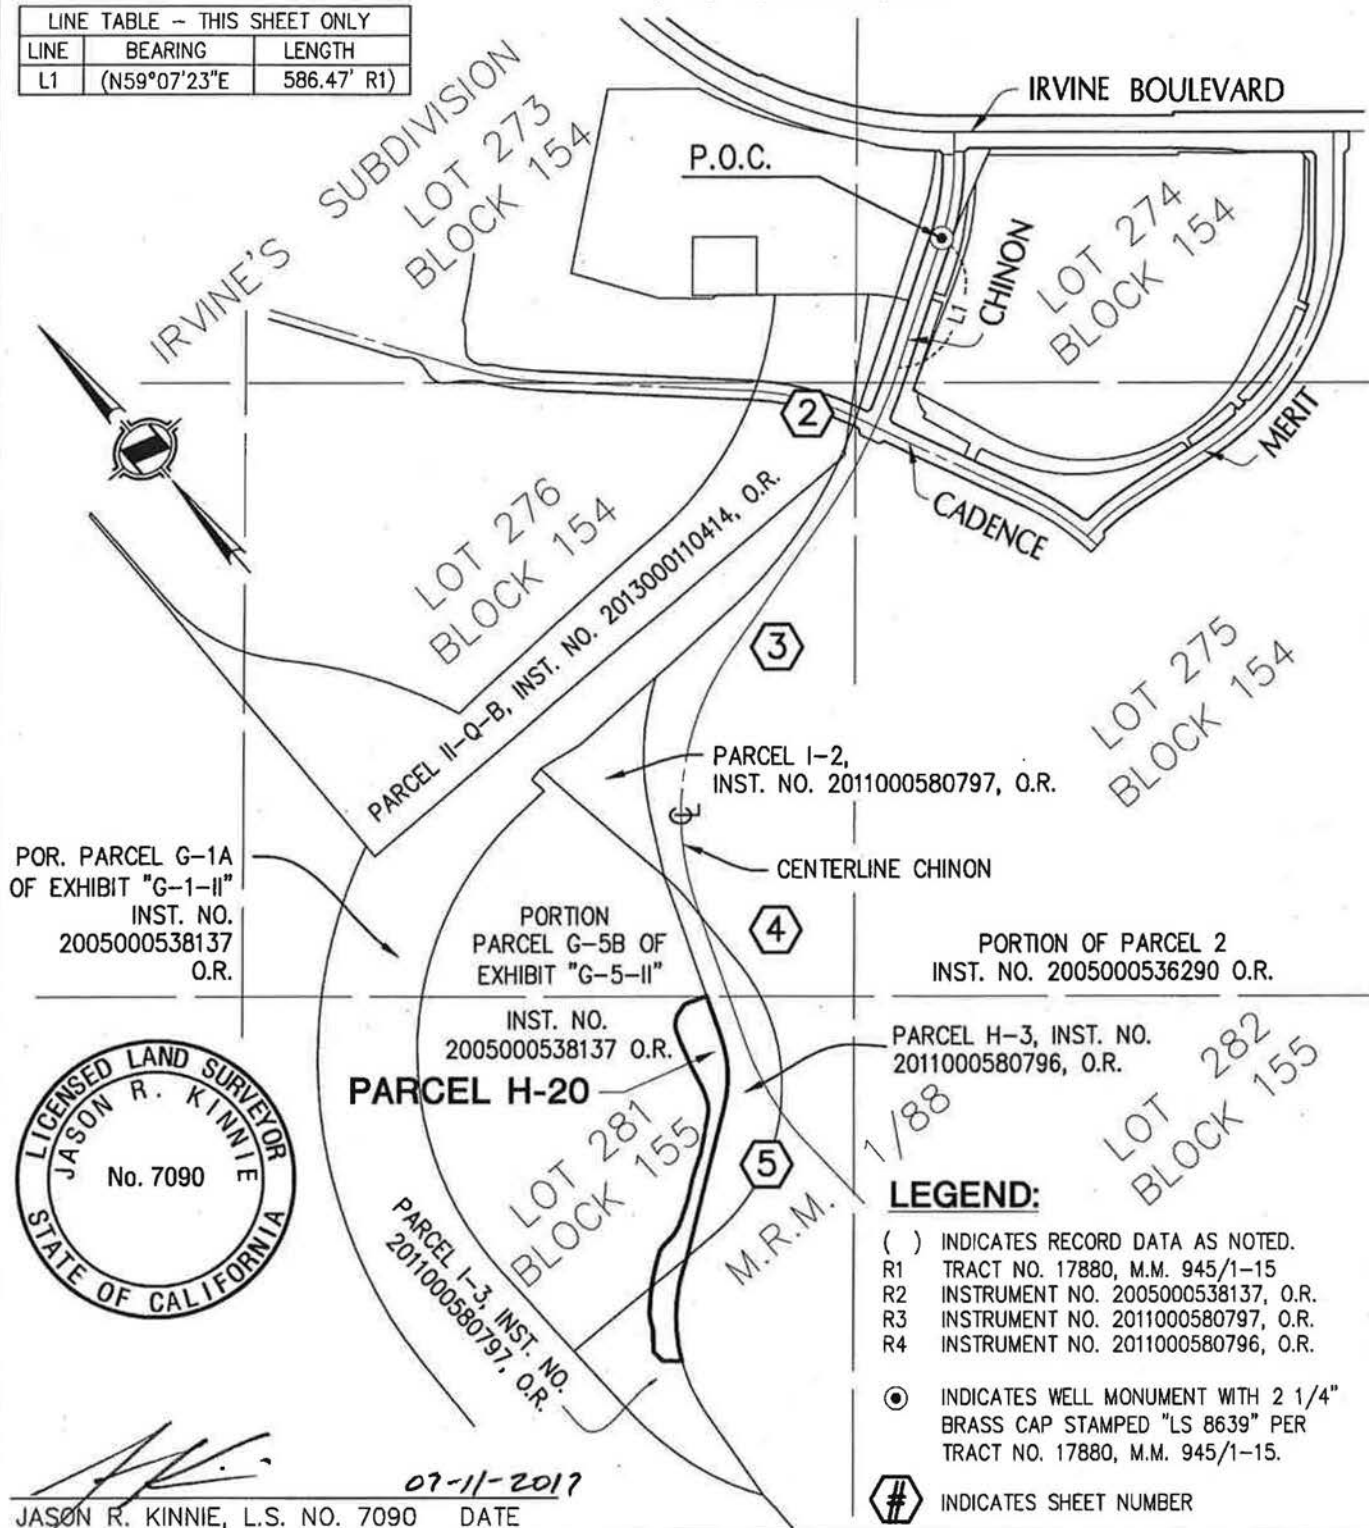 LINE TABLE – THIS SHEET ONLY
LINE BEARING LENGTH
L1 (N59°07'23"E 586.47' R1)
IRVINE'S SUBDIVISION
LOT 273
BLOCK 154
IRVINE BOULEVARD
P.O.C.
CHINON
L1
LOT 274
BLOCK 154
MERIT
CADENCE
2
LOT 276
BLOCK 154
PARCEL II-Q-B, INST. NO. 2013000110414, O.R.
3
LOT 275
BLOCK 154
PARCEL I-2,
INST. NO. 2011000580797, O.R.
CL
CENTERLINE CHINON
POR. PARCEL G-1A
OF EXHIBIT "G-1-II"
INST. NO.
2005000538137
O.R.
PORTION
PARCEL G-5B OF
EXHIBIT "G-5-II"
INST. NO.
2005000538137 O.R.
4
PORTION OF PARCEL 2
INST. NO. 2005000536290 O.R.
PARCEL H-3, INST. NO.
2011000580796, O.R.
PARCEL H-20
LOT 281
BLOCK 155
5
M.R.M. 1/88
LOT 282
BLOCK 155
LICENSED LAND SURVEYOR
JASON R. KINNIE
No. 7090
STATE OF CALIFORNIA
PARCEL I-3, INST. NO.
2011000580797, O.R.
LEGEND:
( ) INDICATES RECORD DATA AS NOTED.
R1 TRACT NO. 17880, M.M. 945/1-15
R2 INSTRUMENT NO. 2005000538137, O.R.
R3 INSTRUMENT NO. 2011000580797, O.R.
R4 INSTRUMENT NO. 2011000580796, O.R.
INDICATES WELL MONUMENT WITH 2 1/4"
BRASS CAP STAMPED "LS 8639" PER
TRACT NO. 17880, M.M. 945/1-15.
# INDICATES SHEET NUMBER
07-11-2017
JASON R. KINNIE, L.S. NO. 7090 DATE